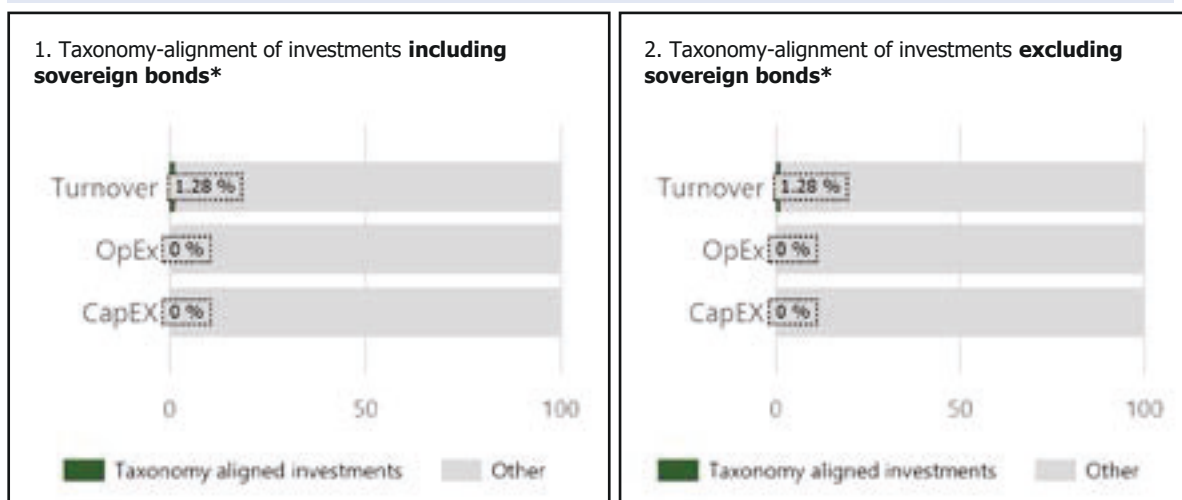 1. Taxonomy-alignment of investments including
sovereign bonds*
Turnover 1.28 %
OpEx 0 %
CapEX 0 %
0 50 100
Taxonomy aligned investments Other
2. Taxonomy-alignment of investments excluding
sovereign bonds*
Turnover 1.28 %
OpEx 0 %
CapEX 0 %
0 50 100
Taxonomy aligned investments Other